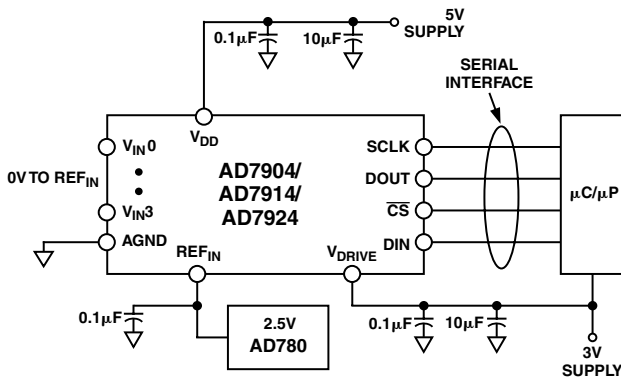 5V
SUPPLY
0.1µF
10µF
SERIAL
INTERFACE
VDD
VIN0
0V TO REFIN
VIN3
AGND
AD7904/
AD7914/
AD7924
SCLK
DOUT
CS
DIN
µC/µP
REFIN
VDRIVE
0.1µF
2.5V
AD780
0.1µF
10µF
3V
SUPPLY